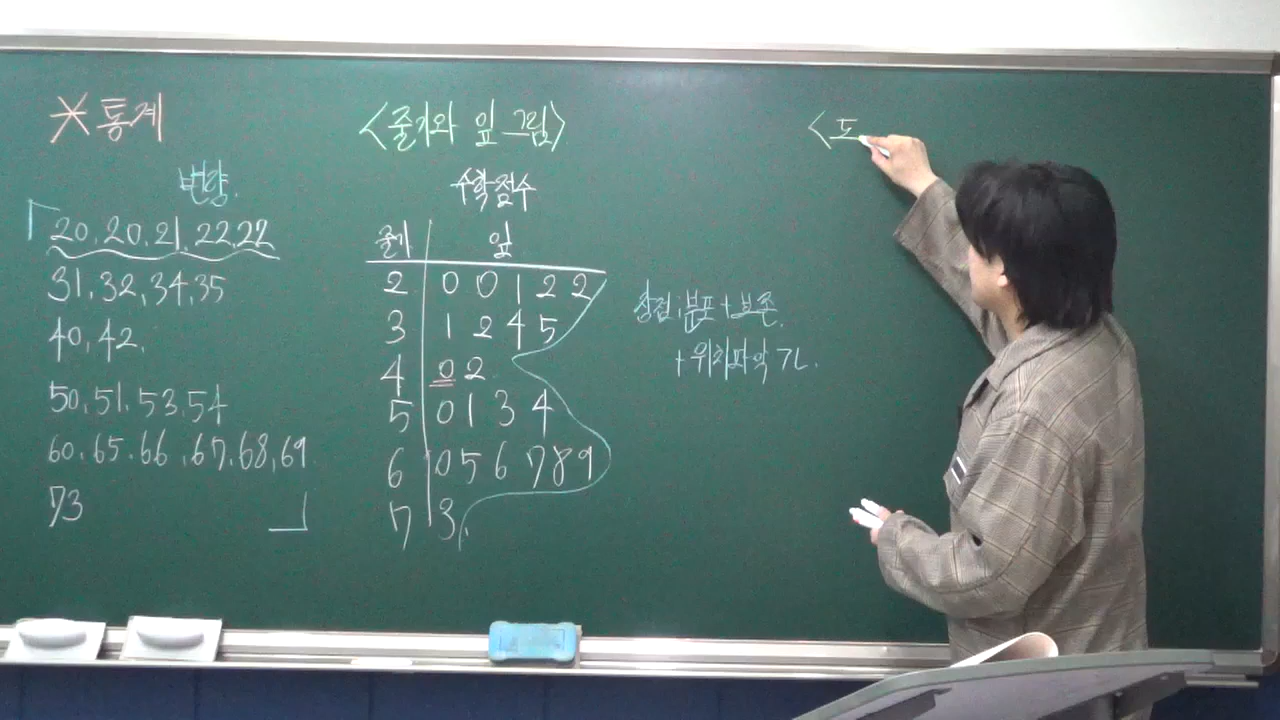 *통계
변량.
20.20.21.22.22
31.32.34.35
40.42.
50.51.53.54
60.65.66.67.68.69
73
<줄기와 잎 그림>
수학점수
줄기 잎
2 0 0 1 2 2
3 1 2 4 5
4 0 2
5 0 1 3 4
6 0 5 6 7 8 9
7 3
장점: 분포 + 보존.
+ 위치파악 가능.
<도